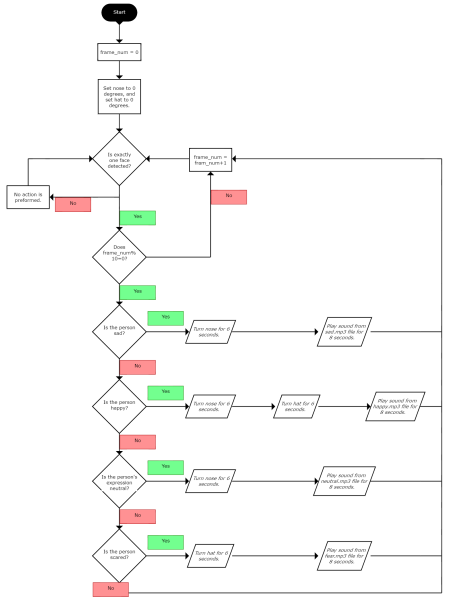 Start
frame_num = 0
Set nose to 0
degrees, and
set hat to 0
degrees.
Is exactly
one face
detected?
frame_num =
fram_num+1
No action is
preformed.
No
No
Yes
Does
frame_num%
10=0?
Yes
Is the person
sad?
Yes
Turn nose for 6
seconds.
Play sound from
sad.mp3 file for
8 seconds.
No
Is the person
happy?
Yes
Turn nose for 6
seconds.
Turn hat for 6
seconds.
Play sound from
happy.mp3 file for
8 seconds.
No
Is the person's
expression
neutral?
Yes
Turn nose for 6
seconds.
Play sound from
neutral.mp3 file for
8 seconds.
No
Is the person
scared?
Yes
Turn hat for 6
seconds.
Play sound from
fear.mp3 file for
8 seconds.
No